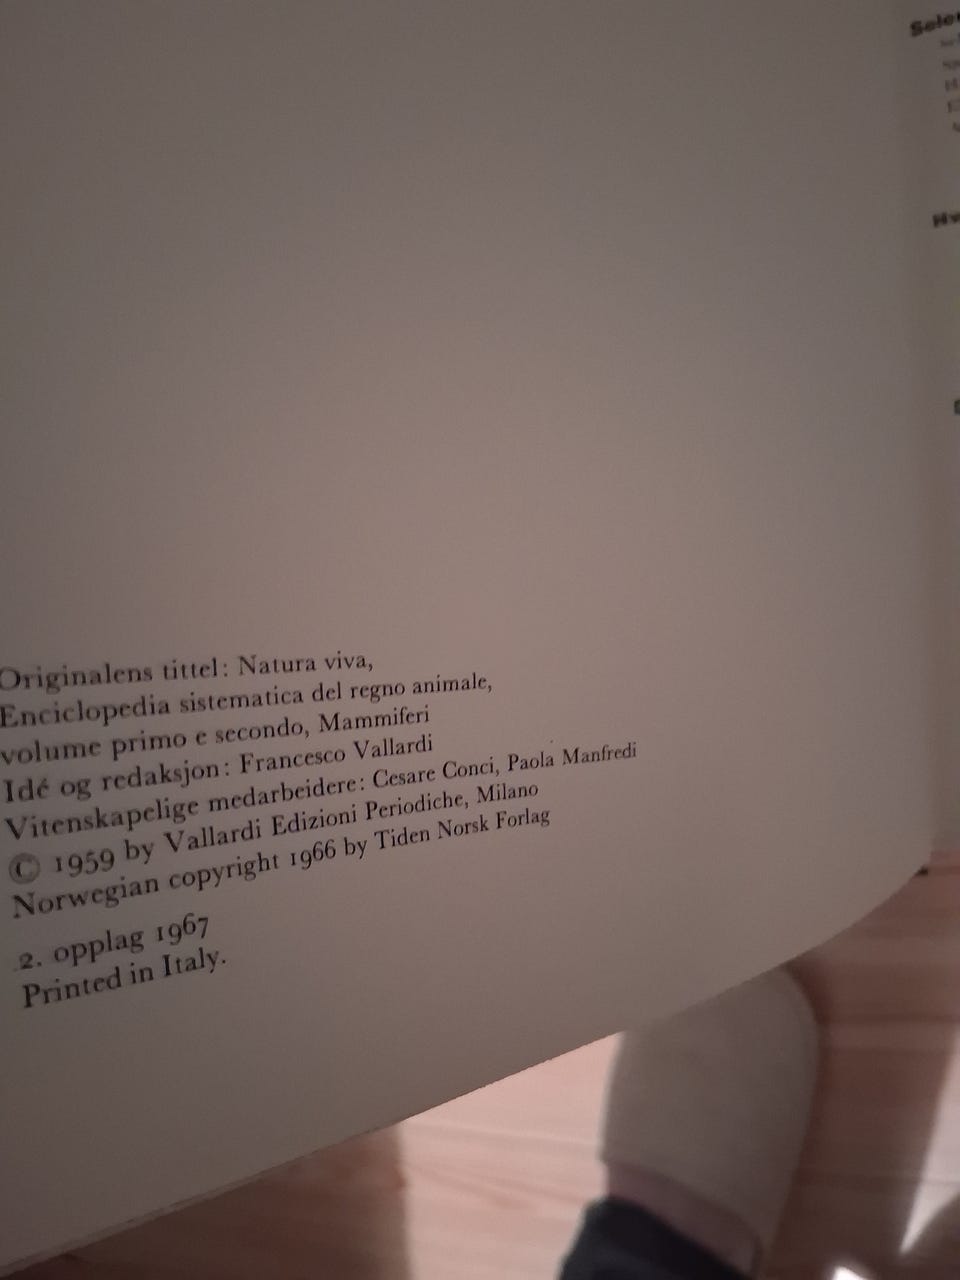 Originalens tittel: Natura viva,
Enciclopedia sistematica del regno animale,
volume primo e secondo, Mammiferi
Idé og redaksjon: Francesco Vallardi
Vitenskapelige medarbeidere: Cesare Conci, Paola Manfredi
© 1959 by Vallardi Edizioni Periodiche, Milano
Norwegian copyright 1966 by Tiden Norsk Forlag
2. opplag 1967
Printed in Italy.